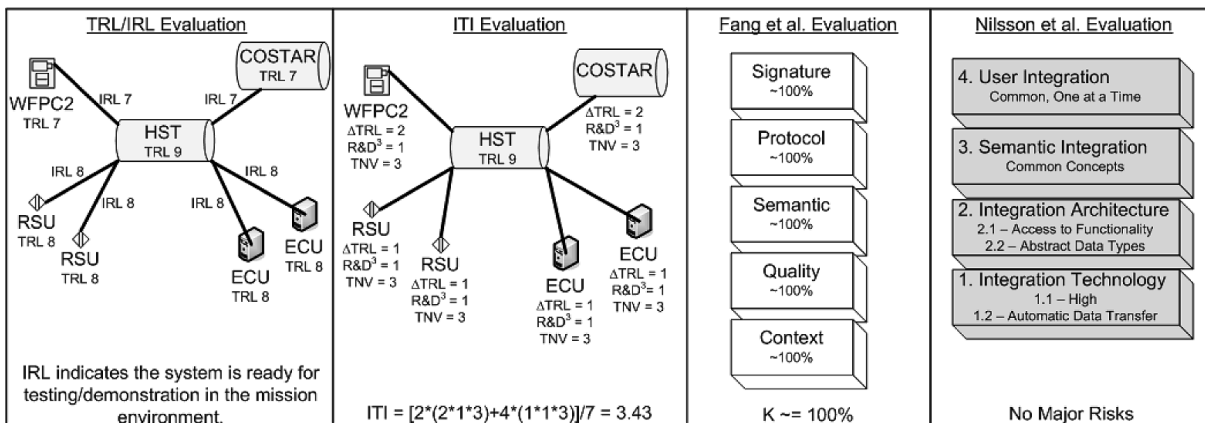 TRL/IRL Evaluation
COSTAR
TRL 7
WFPC2
TRL 7
IRL 7
IRL 7
HST
TRL 9
IRL 8
IRL 8
IRL 8
IRL 8
RSU
TRL 8
RSU
TRL 8
ECU
TRL 8
ECU
TRL 8
IRL indicates the system is ready for
testing/demonstration in the mission
environment.
ITI Evaluation
WFPC2
ΔTRL = 2
R&D³ = 1
TNV = 3
COSTAR
ΔTRL = 2
R&D³ = 1
TNV = 3
HST
TRL 9
RSU
ΔTRL = 1
R&D³ = 1
TNV = 3
RSU
ΔTRL = 1
R&D³ = 1
TNV = 3
ECU
ΔTRL = 1
R&D³ = 1
TNV = 3
ECU
ΔTRL = 1
R&D³= 1
TNV = 3
ITI = [2*(2*1*3)+4*(1*1*3)]/7 = 3.43
Fang et al. Evaluation
Signature
~100%
Protocol
~100%
Semantic
~100%
Quality
~100%
Context
~100%
K ~= 100%
Nilsson et al. Evaluation
4. User Integration
Common, One at a Time
3. Semantic Integration
Common Concepts
2. Integration Architecture
2.1 – Access to Functionality
2.2 – Abstract Data Types
1. Integration Technology
1.1 – High
1.2 – Automatic Data Transfer
No Major Risks